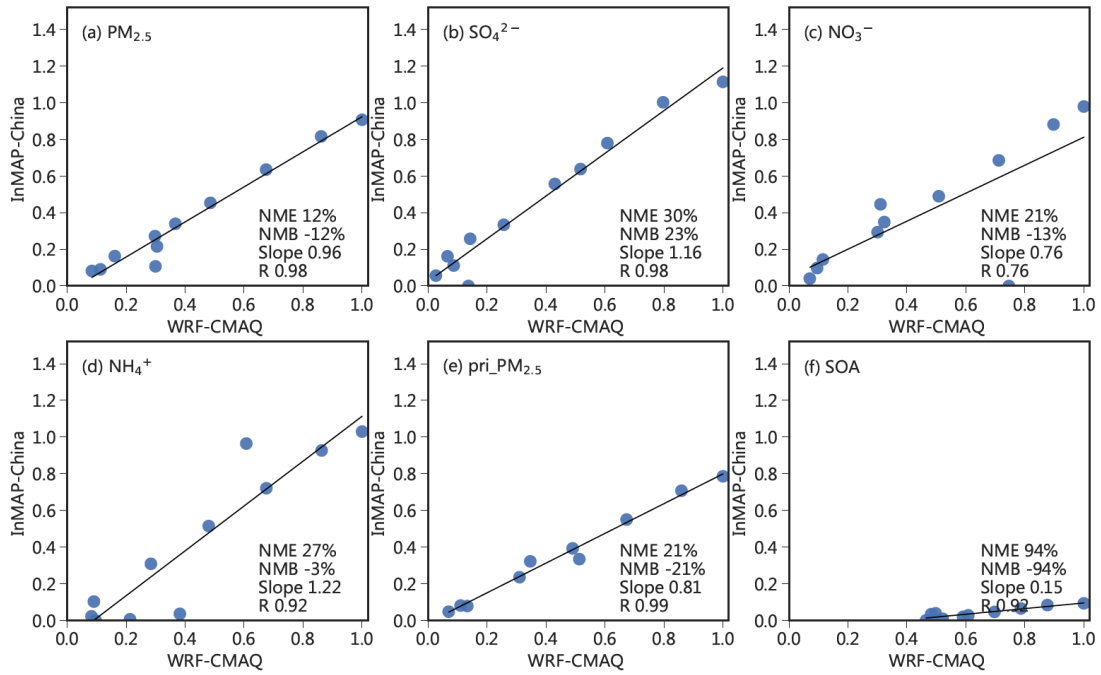 (a) PM₂.₅
1.4
1.2
1.0
0.8
0.6
0.4
0.2
0.0
InMAP-China
NME 12%
NMB -12%
Slope 0.96
R 0.98
0.0 0.2 0.4 0.6 0.8 1.0
WRF-CMAQ
(b) SO₄²⁻
1.4
1.2
1.0
0.8
0.6
0.4
0.2
0.0
InMAP-China
NME 30%
NMB 23%
Slope 1.16
R 0.98
0.0 0.2 0.4 0.6 0.8 1.0
WRF-CMAQ
(c) NO₃⁻
1.4
1.2
1.0
0.8
0.6
0.4
0.2
0.0
InMAP-China
NME 21%
NMB -13%
Slope 0.76
R 0.76
0.0 0.2 0.4 0.6 0.8 1.0
WRF-CMAQ
(d) NH₄⁺
1.4
1.2
1.0
0.8
0.6
0.4
0.2
0.0
InMAP-China
NME 27%
NMB -3%
Slope 1.22
R 0.92
0.0 0.2 0.4 0.6 0.8 1.0
WRF-CMAQ
(e) pri_PM₂.₅
1.4
1.2
1.0
0.8
0.6
0.4
0.2
0.0
InMAP-China
NME 21%
NMB -21%
Slope 0.81
R 0.99
0.0 0.2 0.4 0.6 0.8 1.0
WRF-CMAQ
(f) SOA
1.4
1.2
1.0
0.8
0.6
0.4
0.2
0.0
InMAP-China
NME 94%
NMB -94%
Slope 0.15
R 0.92
0.0 0.2 0.4 0.6 0.8 1.0
WRF-CMAQ